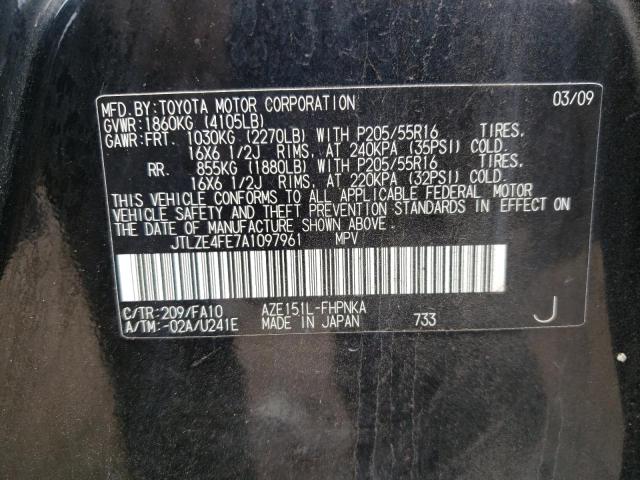 MFD.BY:TOYOTA MOTOR CORPORATION 03/09
GVWR:1860KG (4105LB)
GAWR:FRT. 1030KG (2270LB) WITH P205/55R16 TIRES,
16X6 1/2J RIMS, AT 240KPA (35PSI) COLD.
RR. 855KG (1880LB) WITH P205/55R16 TIRES,
16X6 1/2J RIMS, AT 220KPA (32PSI) COLD.
THIS VEHICLE CONFORMS TO ALL APPLICABLE FEDERAL MOTOR
VEHICLE SAFETY AND THEFT PREVENTION STANDARDS IN EFFECT ON
THE DATE OF MANUFACTURE SHOWN ABOVE.
JTLZE4FE7A1097961 MPV
C/TR:209/FA10 AZE151L-FHPNKA
A/TM:-02A/U241E MADE IN JAPAN 733 J